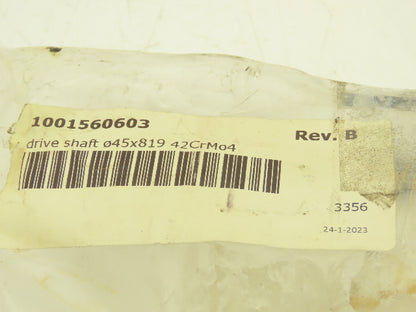 1001560603
Rev. B
drive shaft ø45x819 42CrMo4
3356
24-1-2023